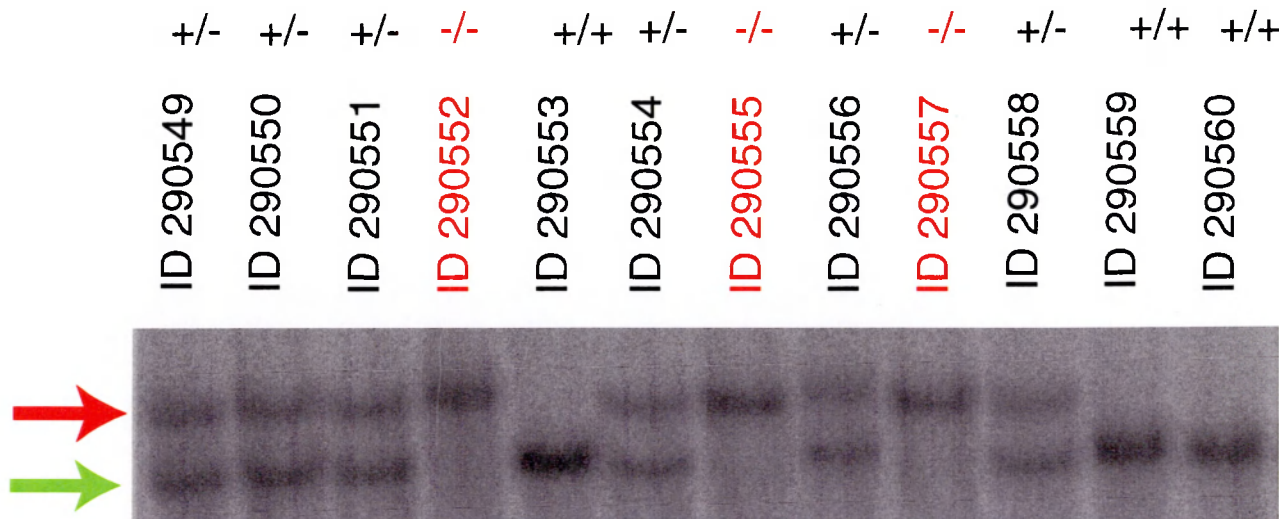 +/- +/- +/- -/- +/+ +/- -/- +/- -/- +/- +/+ +/+
ID 290549
ID 290550
ID 290551
ID 290552
ID 290553
ID 290554
ID 290555
ID 290556
ID 290557
ID 290558
ID 290559
ID 290560